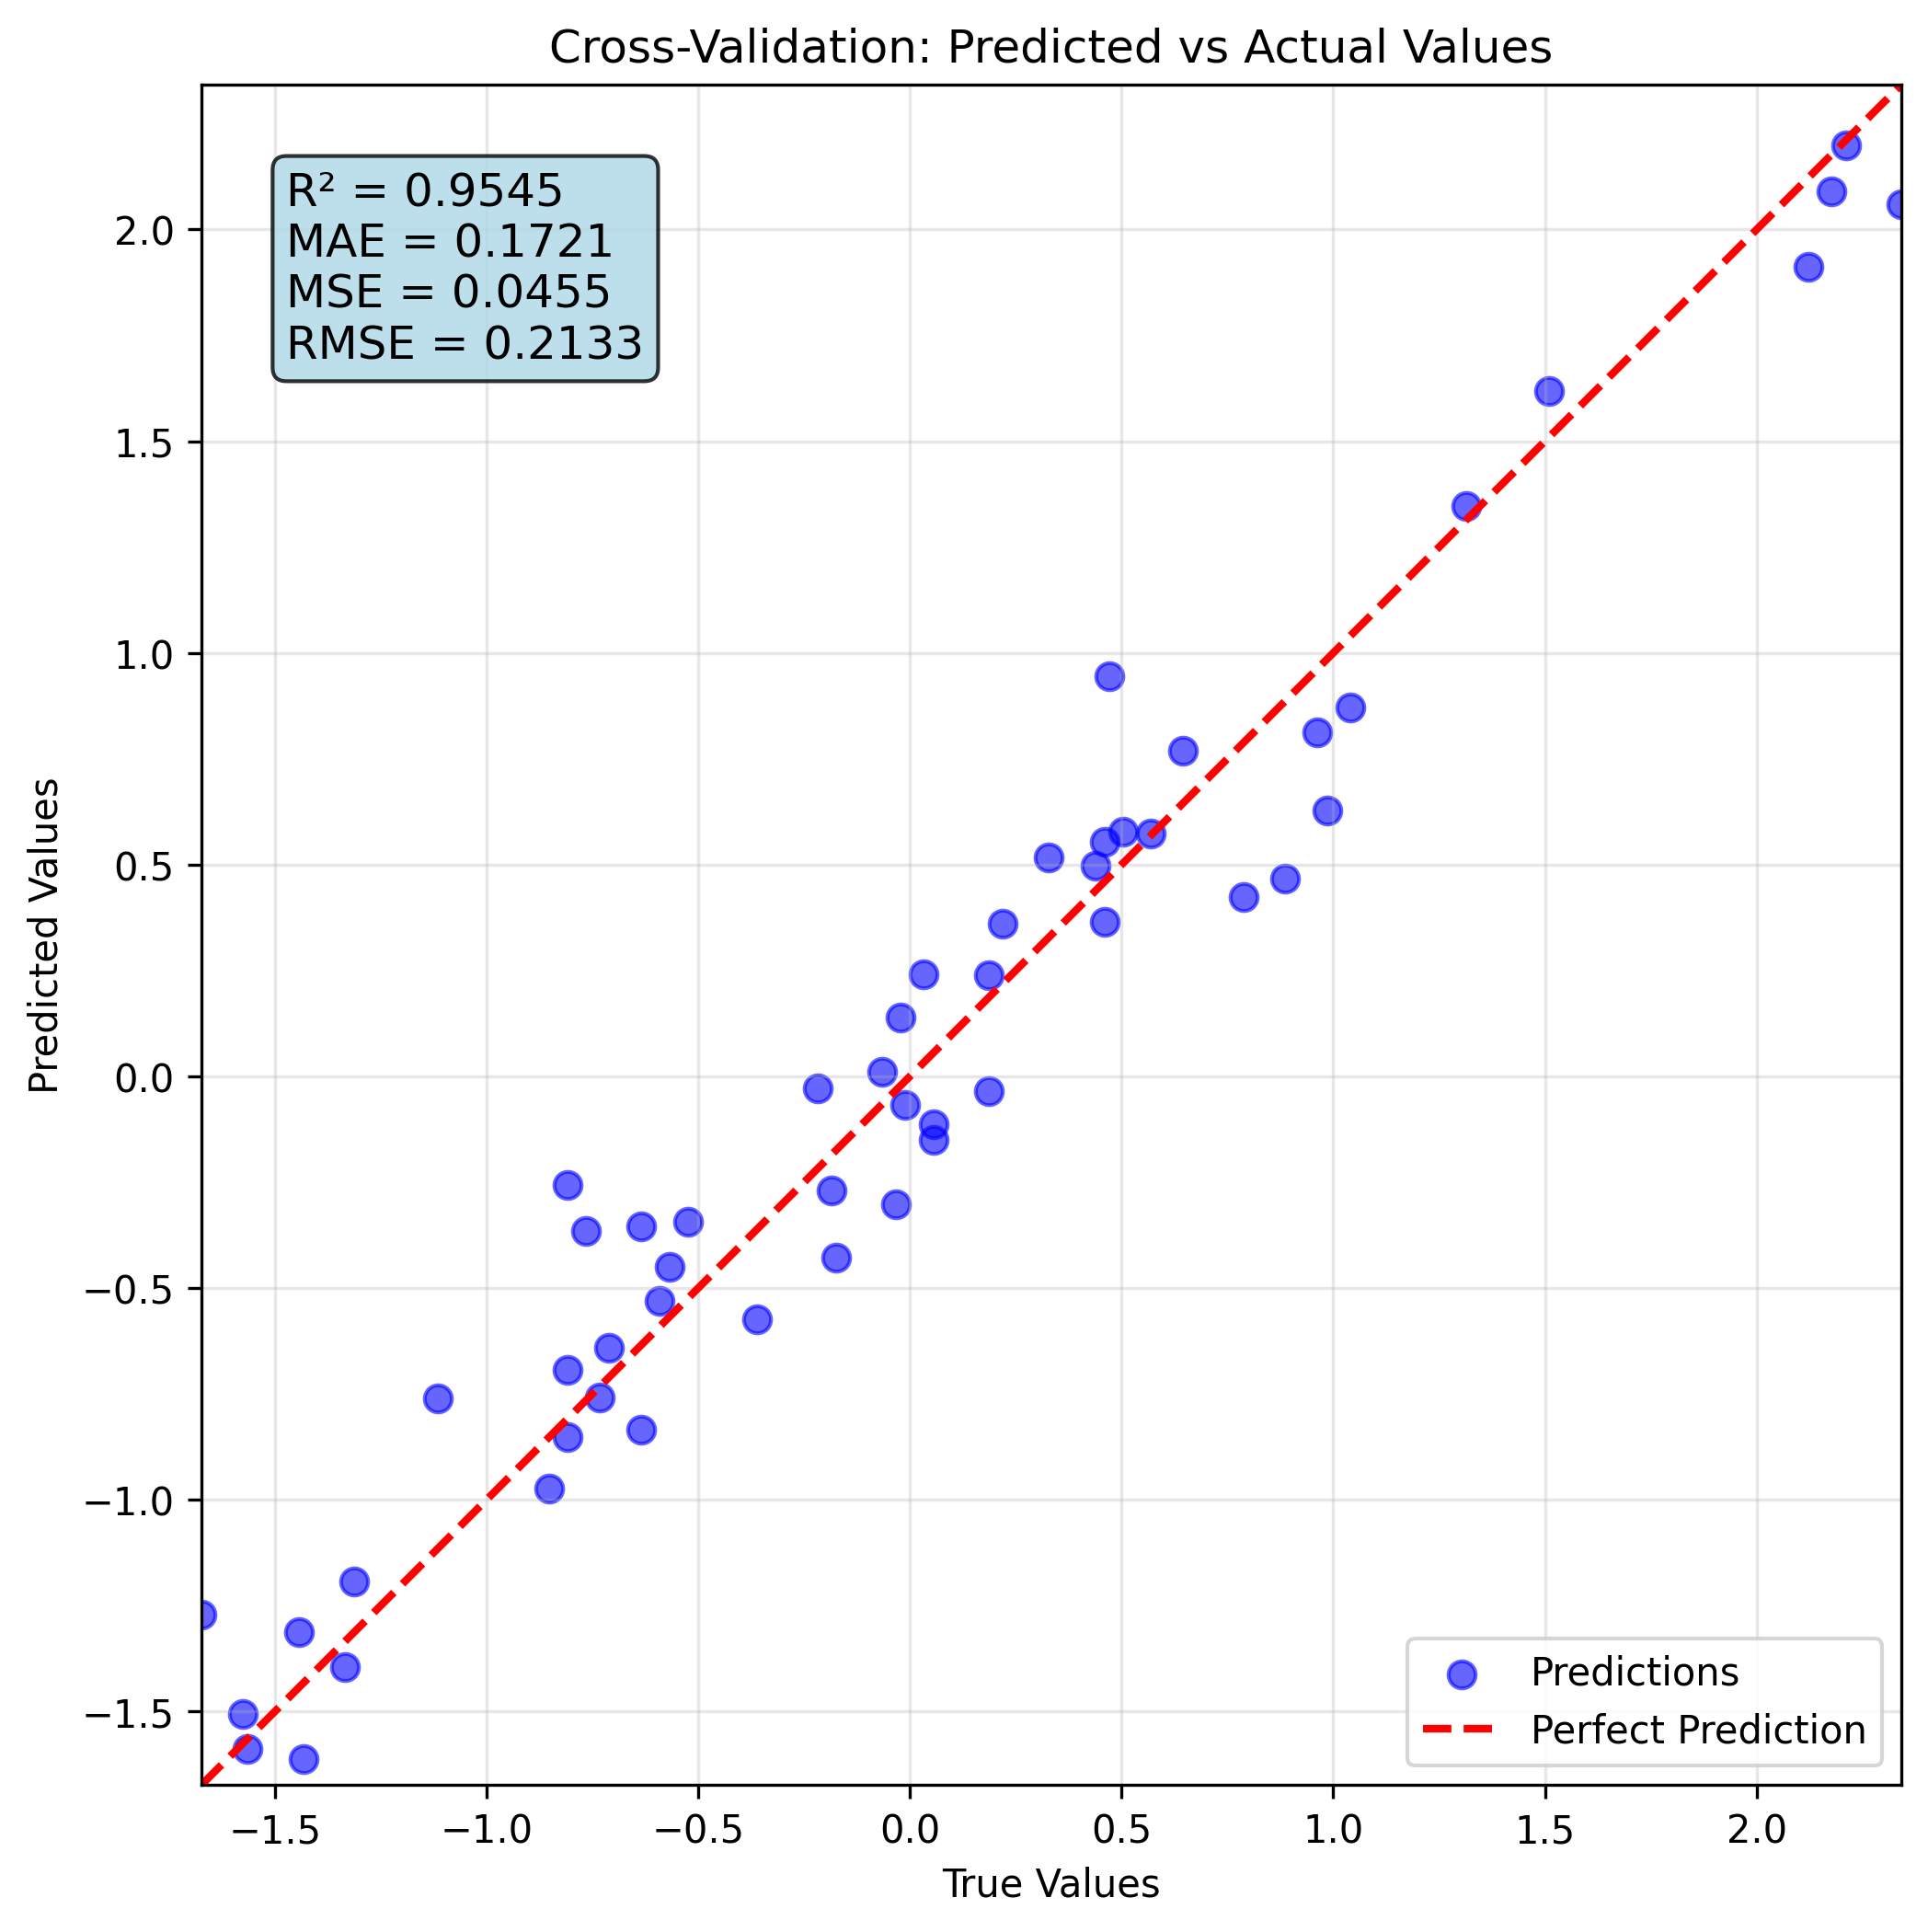 Cross-Validation: Predicted vs Actual Values
R² = 0.9545
MAE = 0.1721
MSE = 0.0455
RMSE = 0.2133
Predicted Values
2.0
1.5
1.0
0.5
0.0
−0.5
−1.0
−1.5
Predictions
Perfect Prediction
−1.5 −1.0 −0.5 0.0 0.5 1.0 1.5 2.0
True Values